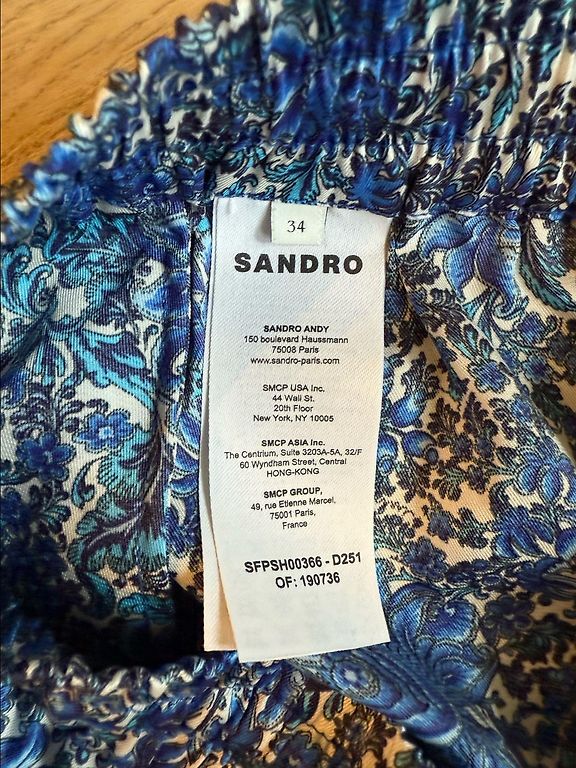 34
SANDRO
SANDRO ANDY
150 boulevard Haussmann
75008 Paris
www.sandro-paris.com
SMCP USA Inc.
44 Wall St.
20th Floor
New York, NY 10005
SMCP ASIA Inc.
The Centrium, Suite 3203A-5A, 32/F
60 Wyndham Street, Central
HONG-KONG
SMCP GROUP,
49, rue Etienne Marcel,
75001 Paris,
France
SFPSH00366 - D251
OF: 190736